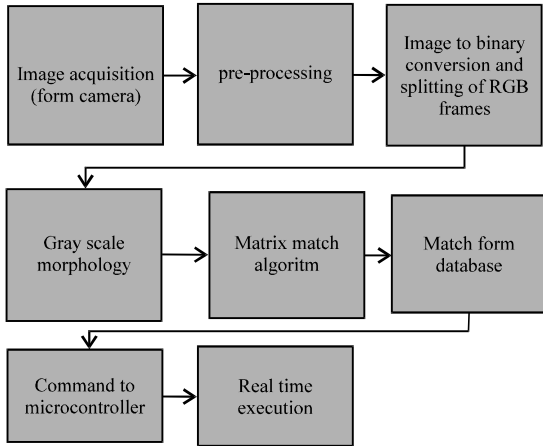 Image acquisition
(form camera)
pre-processing
Image to binary
conversion and
splitting of RGB
frames
Gray scale
morphology
Matrix match
algoritm
Match form
database
Command to
microcontroller
Real time
execution